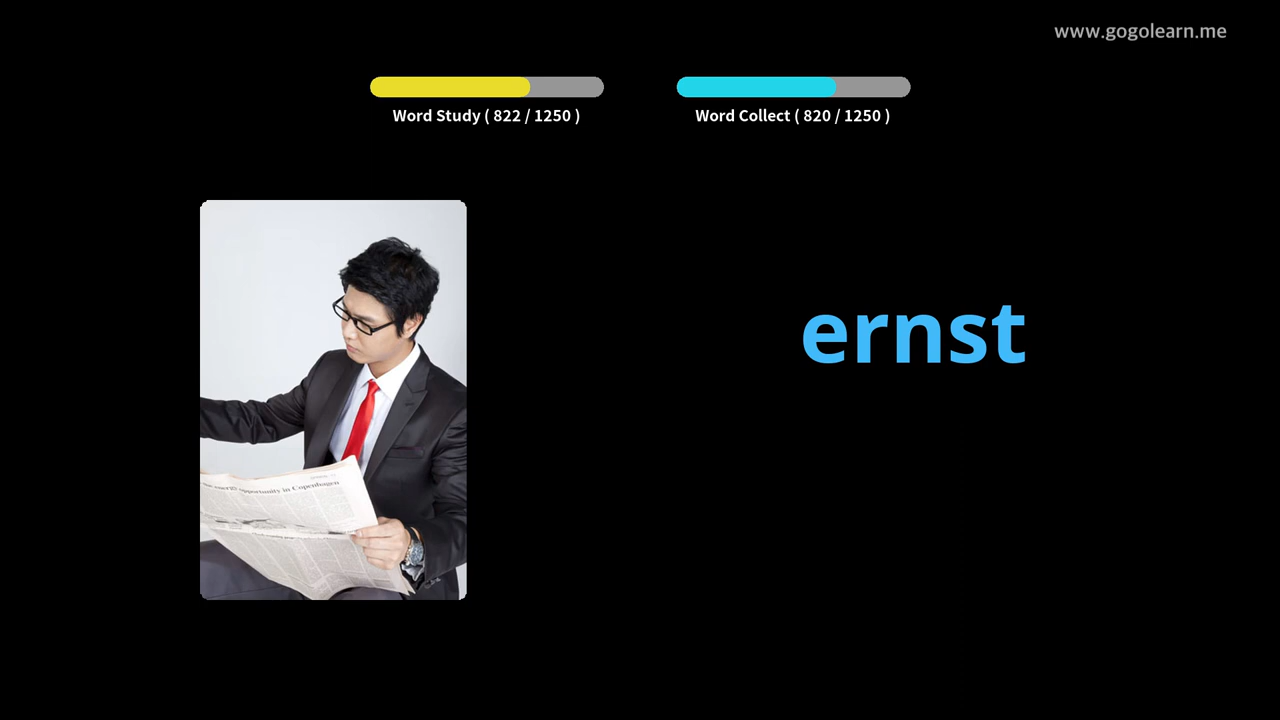 www.gogolearn.me
Word Study ( 822 / 1250 )
Word Collect ( 820 / 1250 )
ernst
opportunity in Copenhagen